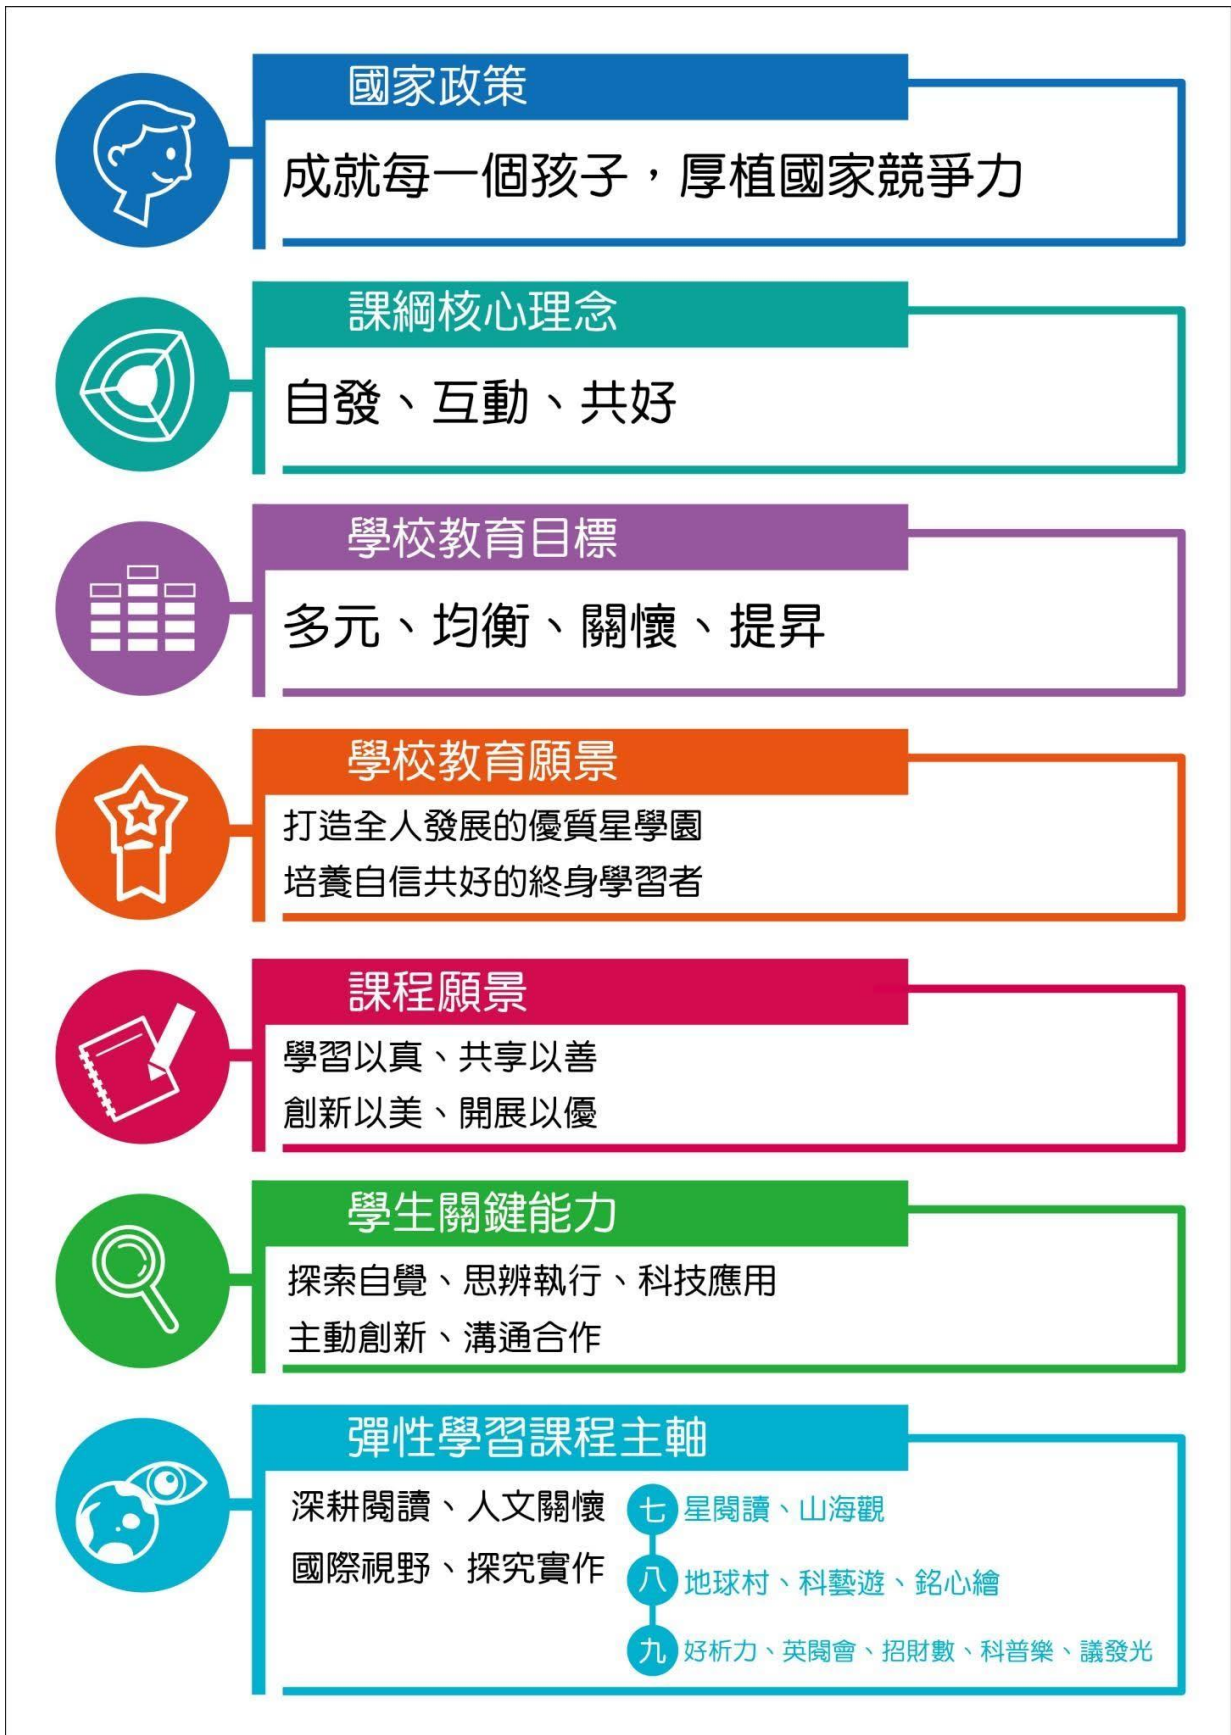 國家政策
成就每一個孩子，厚植國家競爭力
課綱核心理念
自發、互動、共好
學校教育目標
多元、均衡、關懷、提昇
學校教育願景
打造全人發展的優質星學園
培養自信共好的終身學習者
課程願景
學習以真、共享以善
創新以美、開展以優
學生關鍵能力
探索自覺、思辨執行、科技應用
主動創新、溝通合作
彈性學習課程主軸
深耕閱讀、人文關懷
國際視野、探究實作
七 星閱讀、山海觀
八 地球村、科藝遊、銘心繪
九 好析力、英閱會、招財數、科普樂、議發光